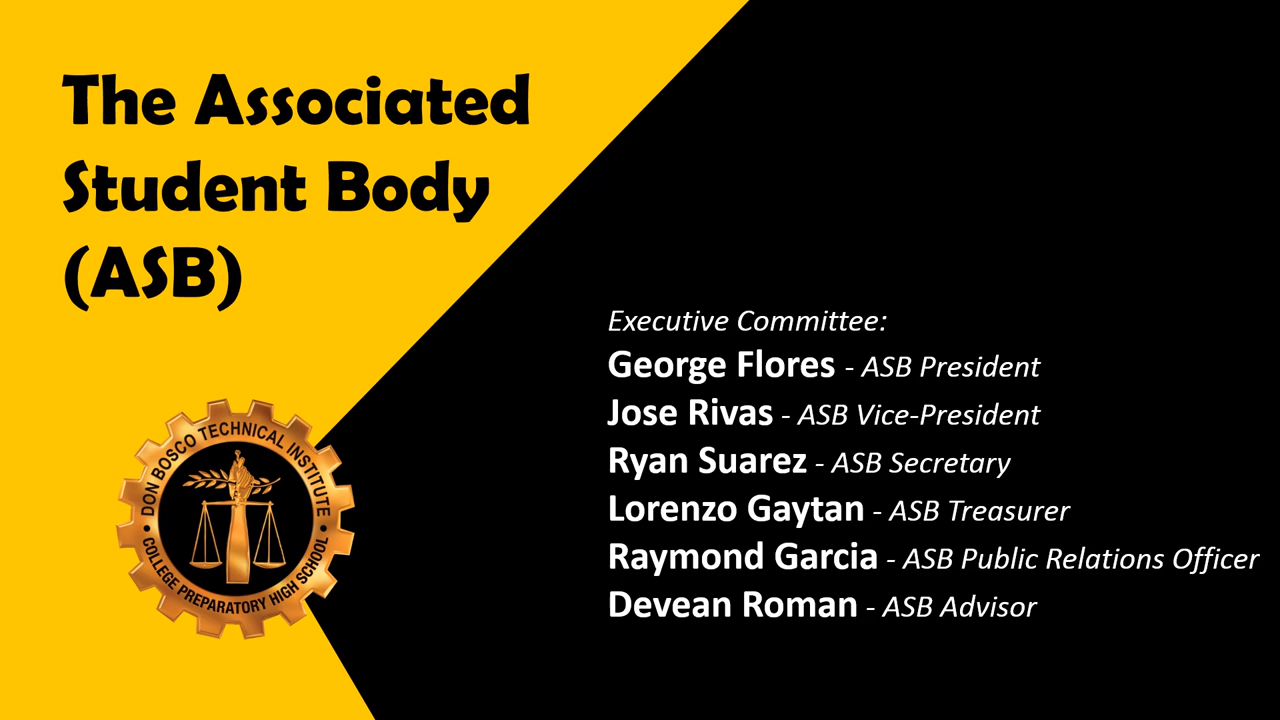 The Associated
Student Body
(ASB)
DON BOSCO TECHNICAL INSTITUTE
COLLEGE PREPARATORY HIGH SCHOOL
Executive Committee:
George Flores - ASB President
Jose Rivas - ASB Vice-President
Ryan Suarez - ASB Secretary
Lorenzo Gaytan - ASB Treasurer
Raymond Garcia - ASB Public Relations Officer
Devean Roman - ASB Advisor